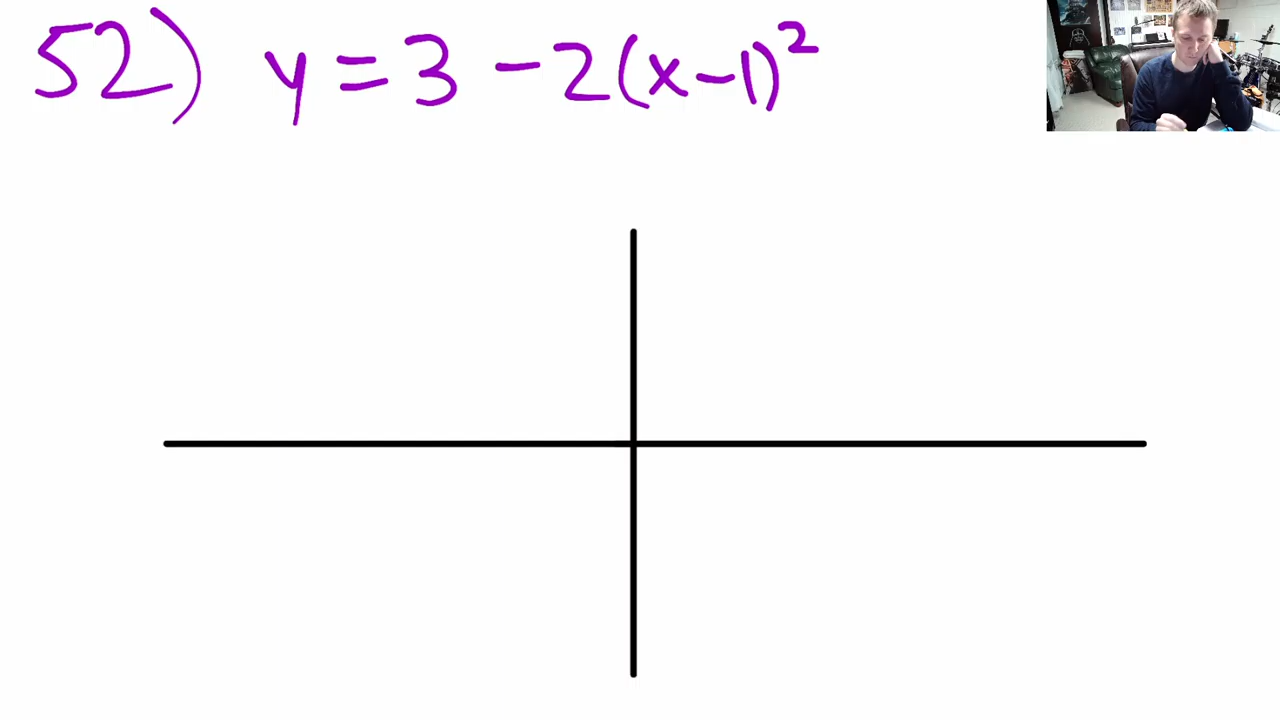 52) y = 3 - 2(x-1)²